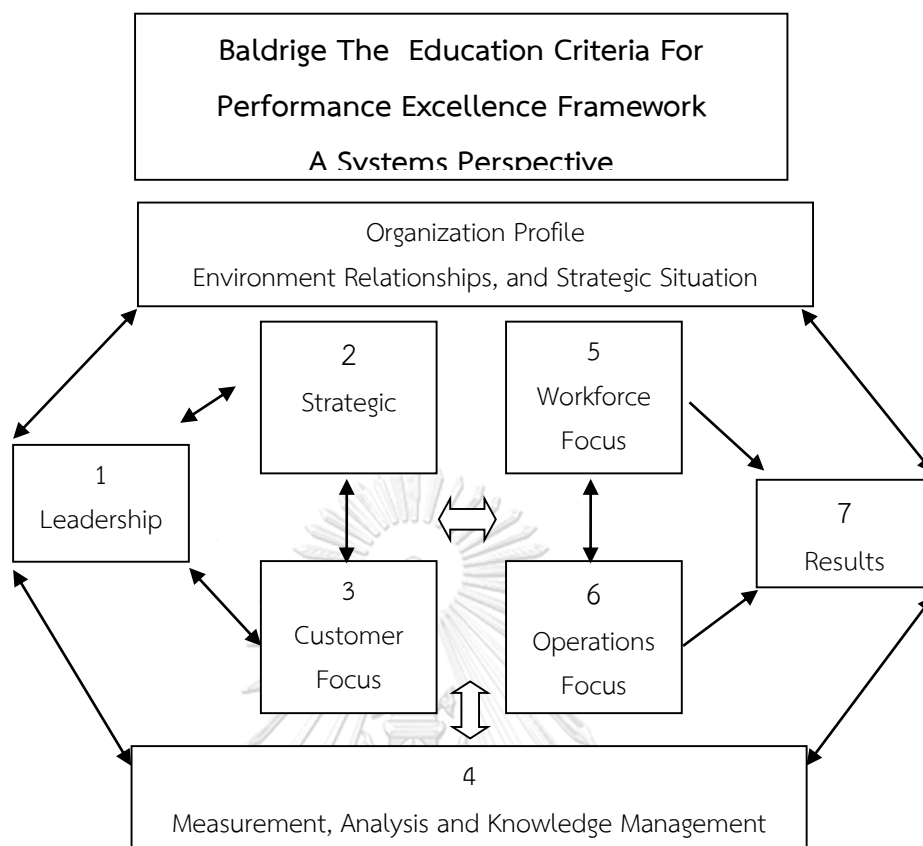 Baldrige The Education Criteria For
Performance Excellence Framework
A Systems Perspective
Organization Profile
Environment Relationships, and Strategic Situation
2
Strategic
5
Workforce
Focus
1
Leadership
7
Results
3
Customer
Focus
6
Operations
Focus
4
Measurement, Analysis and Knowledge Management